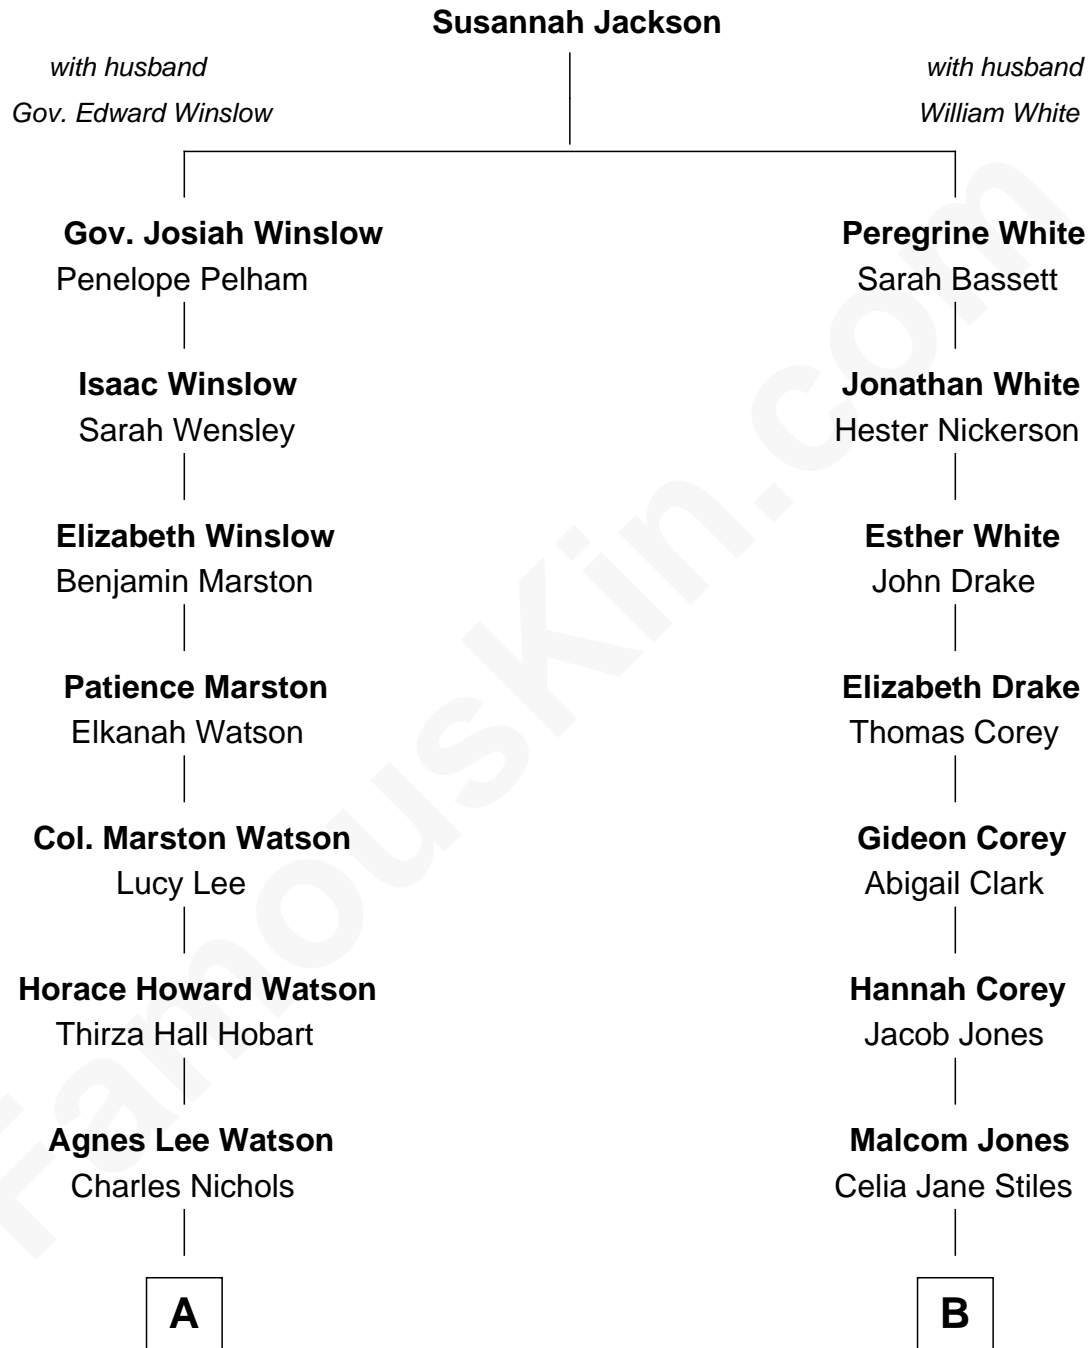 Susannah Jackson
with husband
Gov. Edward Winslow
with husband
William White
Gov. Josiah Winslow
Penelope Pelham
Peregrine White
Sarah Bassett
Isaac Winslow
Sarah Wensley
Jonathan White
Hester Nickerson
Elizabeth Winslow
Benjamin Marston
Esther White
John Drake
Patience Marston
Elkanah Watson
Elizabeth Drake
Thomas Corey
Col. Marston Watson
Lucy Lee
Gideon Corey
Abigail Clark
Horace Howard Watson
Thirza Hall Hobart
Hannah Corey
Jacob Jones
Agnes Lee Watson
Charles Nichols
Malcom Jones
Celia Jane Stiles
A
B
FamousKin.com